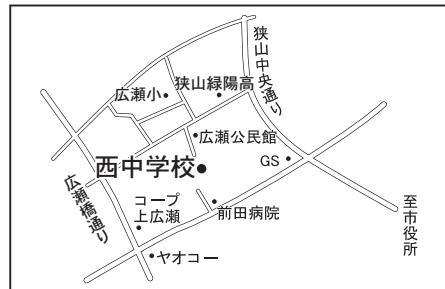 狭山中央通り
広瀬小
狭山緑陽高
広瀬公民館
西中学校
GS
広瀬橋通り
コープ
上広瀬
前田病院
至市役所
ヤオコー